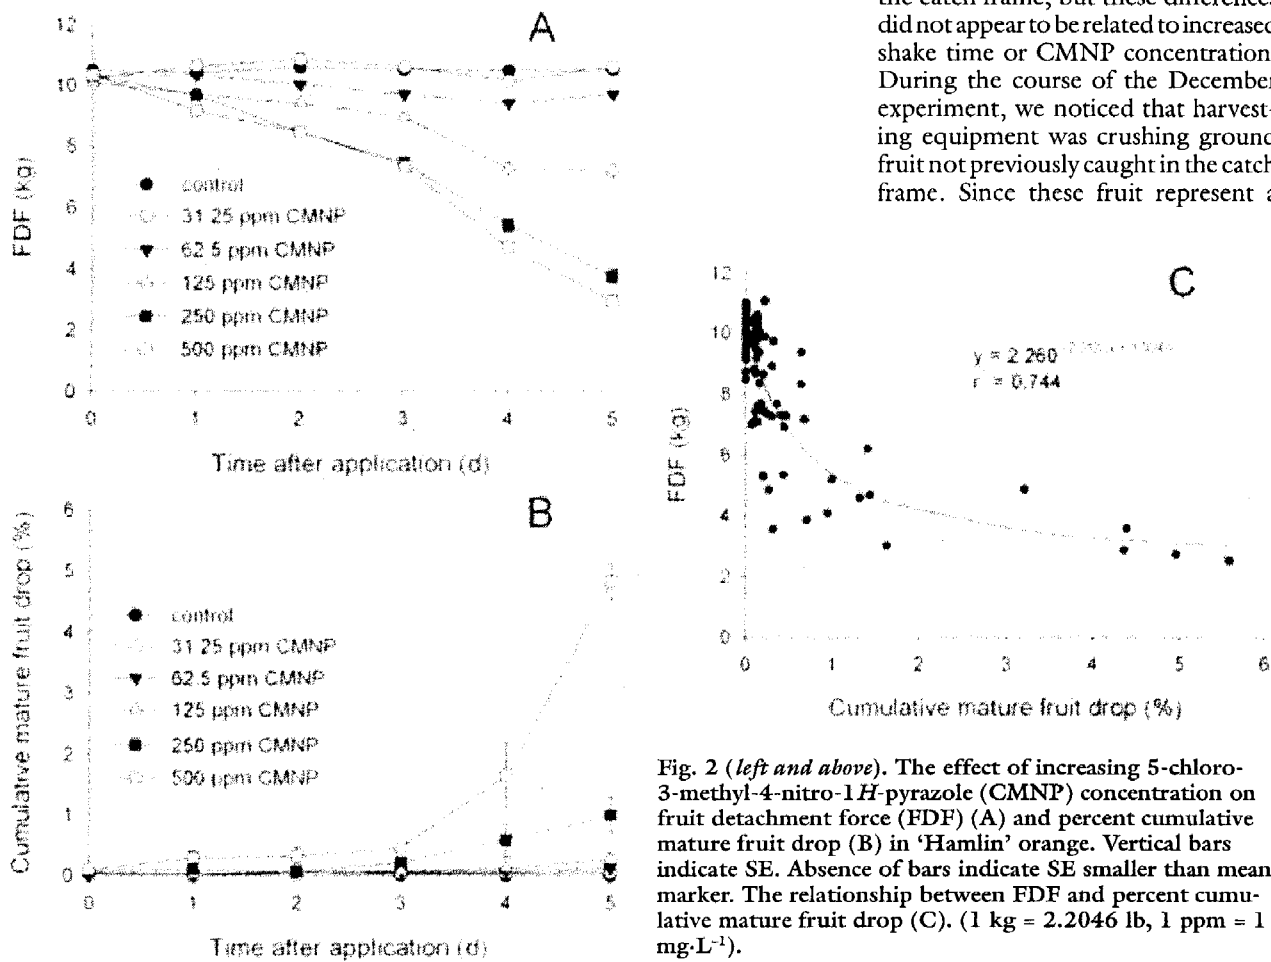 the catch frame, but these differences
did not appear to be related to increased
shake time or CMNP concentration.
During the course of the December
experiment, we noticed that harvest-
ing equipment was crushing ground
fruit not previously caught in the catch
frame. Since these fruit represent a
A
12
10
8
6
4
2
0
FDF (kg)
control
31.25 ppm CMNP
62.5 ppm CMNP
125 ppm CMNP
250 ppm CMNP
500 ppm CMNP
0 1 2 3 4 5
Time after application (d)
B
6
5
4
3
2
1
0
Cumulative mature fruit drop (%)
control
31.25 ppm CMNP
62.5 ppm CMNP
125 ppm CMNP
250 ppm CMNP
500 ppm CMNP
0 1 2 3 4 5
Time after application (d)
C
12
10
8
6
4
2
0
FDF (kg)
y = 2.260
r = 0.744
0 1 2 3 4 5 6
Cumulative mature fruit drop (%)
Fig. 2 (left and above). The effect of increasing 5-chloro-
3-methyl-4-nitro-1H-pyrazole (CMNP) concentration on
fruit detachment force (FDF) (A) and percent cumulative
mature fruit drop (B) in ‘Hamlin’ orange. Vertical bars
indicate SE. Absence of bars indicate SE smaller than mean
marker. The relationship between FDF and percent cumu-
lative mature fruit drop (C). (1 kg = 2.2046 lb, 1 ppm = 1
mg·L⁻¹).